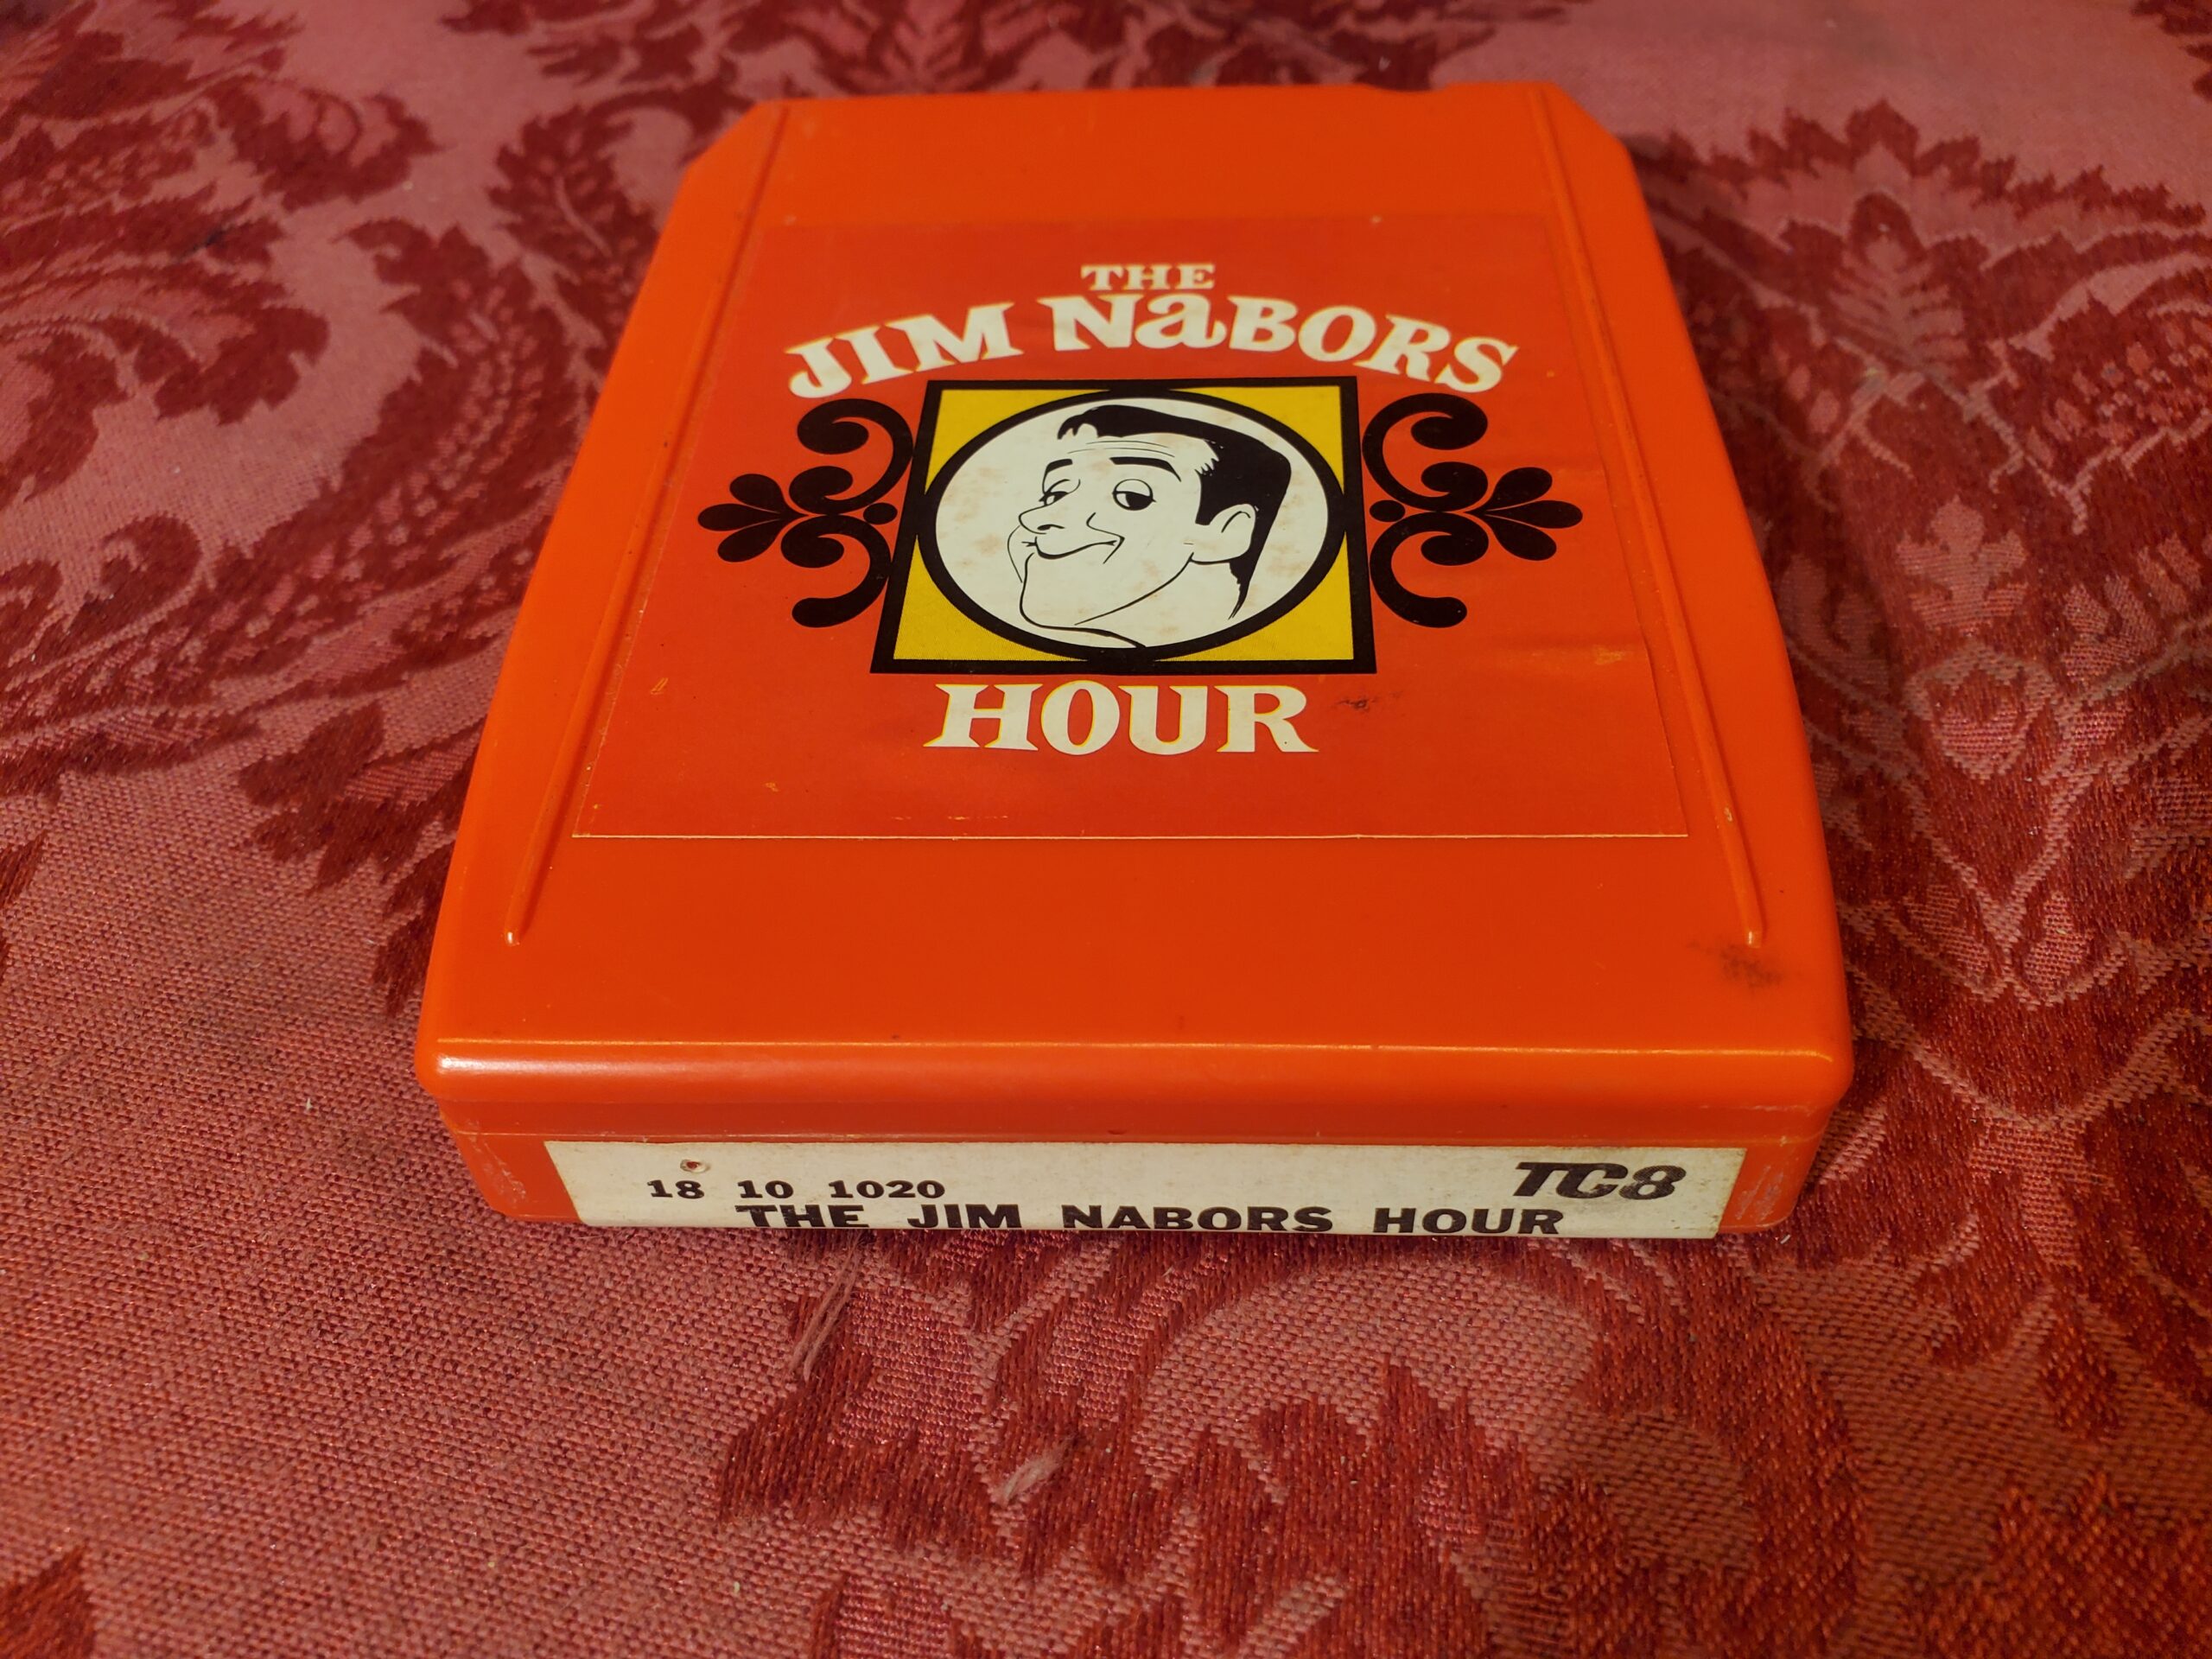 THE
JIM NaBORS
HOUR
18 10 1020
TC8
THE JIM NABORS HOUR